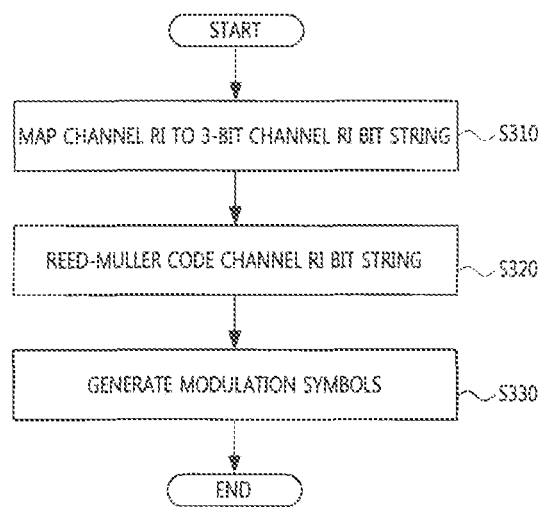 START
MAP CHANNEL RI TO 3-BIT CHANNEL RI BIT STRING
S310
REED-MULLER CODE CHANNEL RI BIT STRING
S320
GENERATE MODULATION SYMBOLS
S330
END